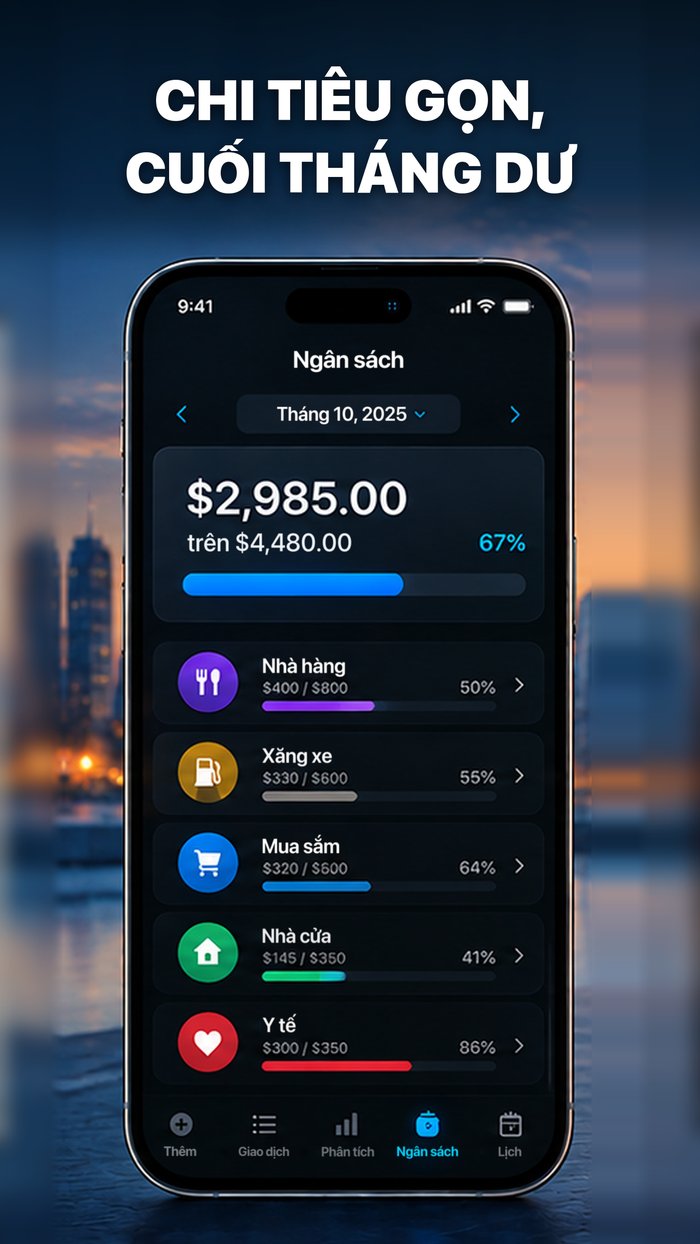 CHI TIÊU GỌN,
CUỐI THÁNG DƯ
9:41
Ngân sách
Tháng 10, 2025
$2,985.00
trên $4,480.00
67%
Nhà hàng
$400 / $800
50%
Xăng xe
$330 / $600
55%
Mua sắm
$320 / $500
64%
Nhà cửa
$145 / $350
41%
Y tế
$300 / $350
86%
Thêm
Giao dịch
Phân tích
Ngân sách
Lịch